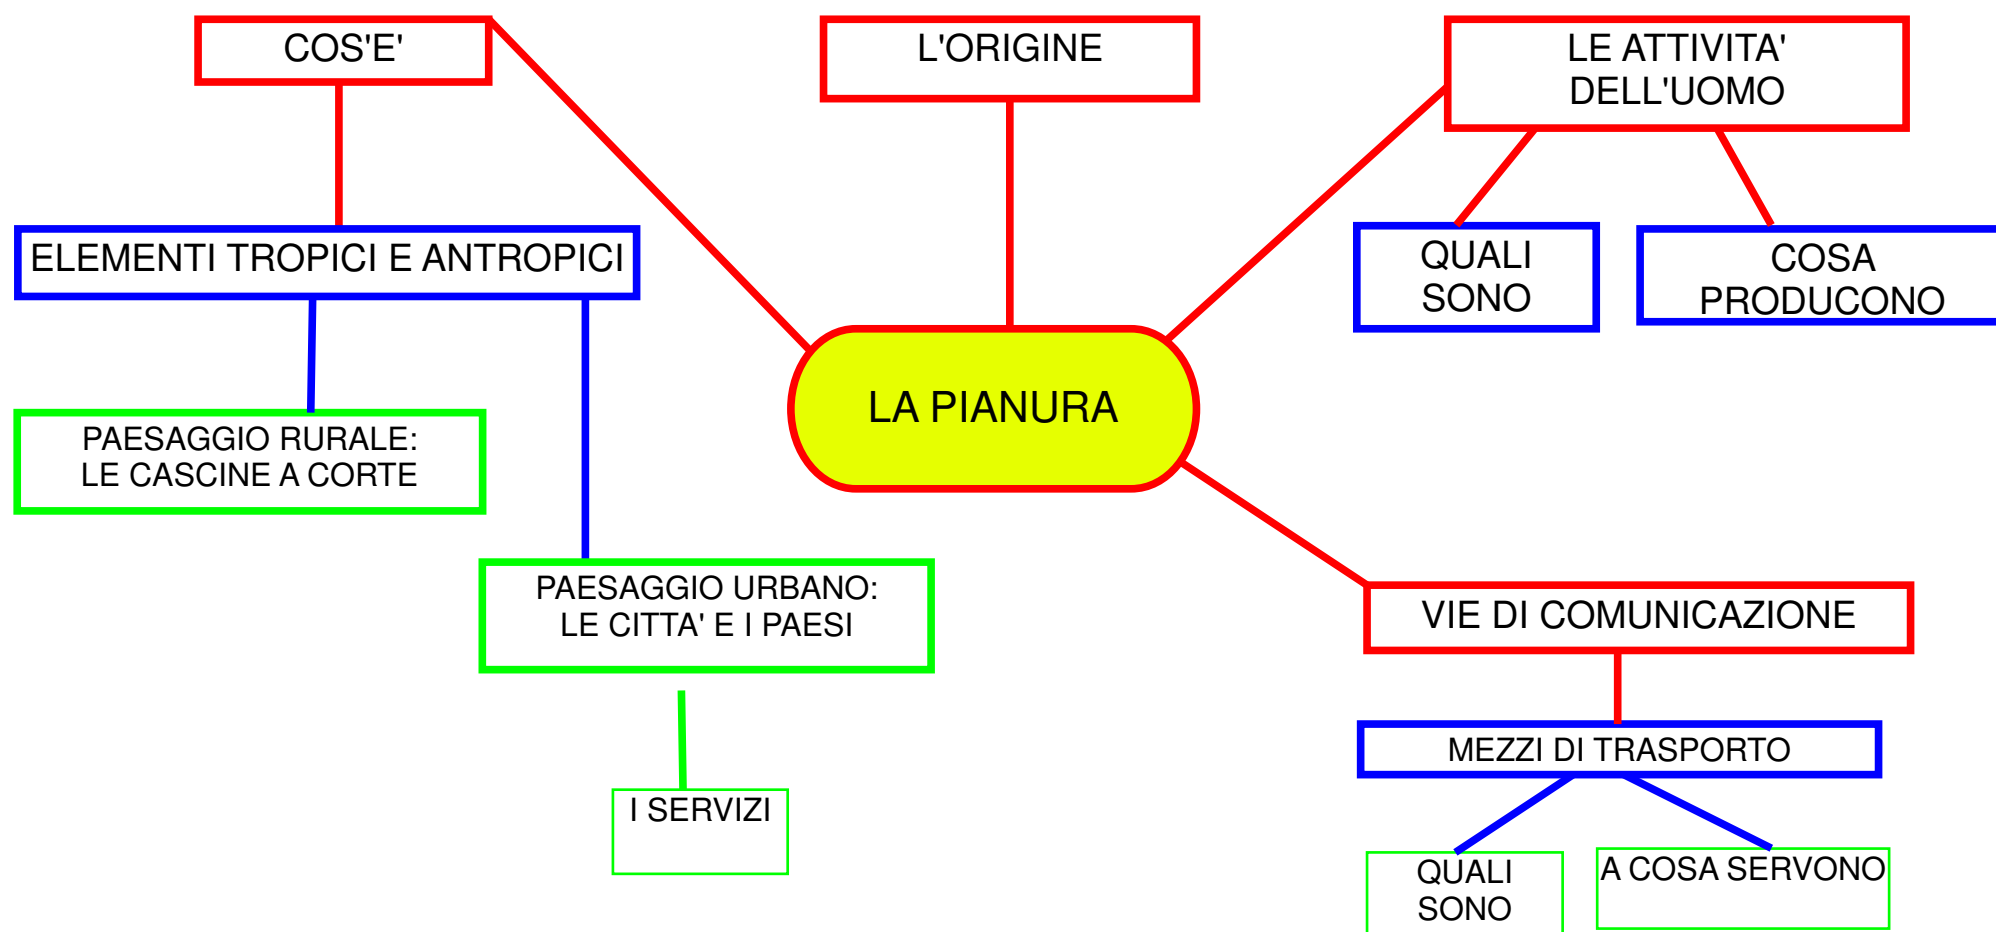 COS'E'
L'ORIGINE
LE ATTIVITA'
DELL'UOMO
ELEMENTI TROPICI E ANTROPICI
QUALI
SONO
COSA
PRODUCONO
LA PIANURA
PAESAGGIO RURALE:
LE CASCINE A CORTE
PAESAGGIO URBANO:
LE CITTA' E I PAESI
I SERVIZI
VIE DI COMUNICAZIONE
MEZZI DI TRASPORTO
QUALI
SONO
A COSA SERVONO